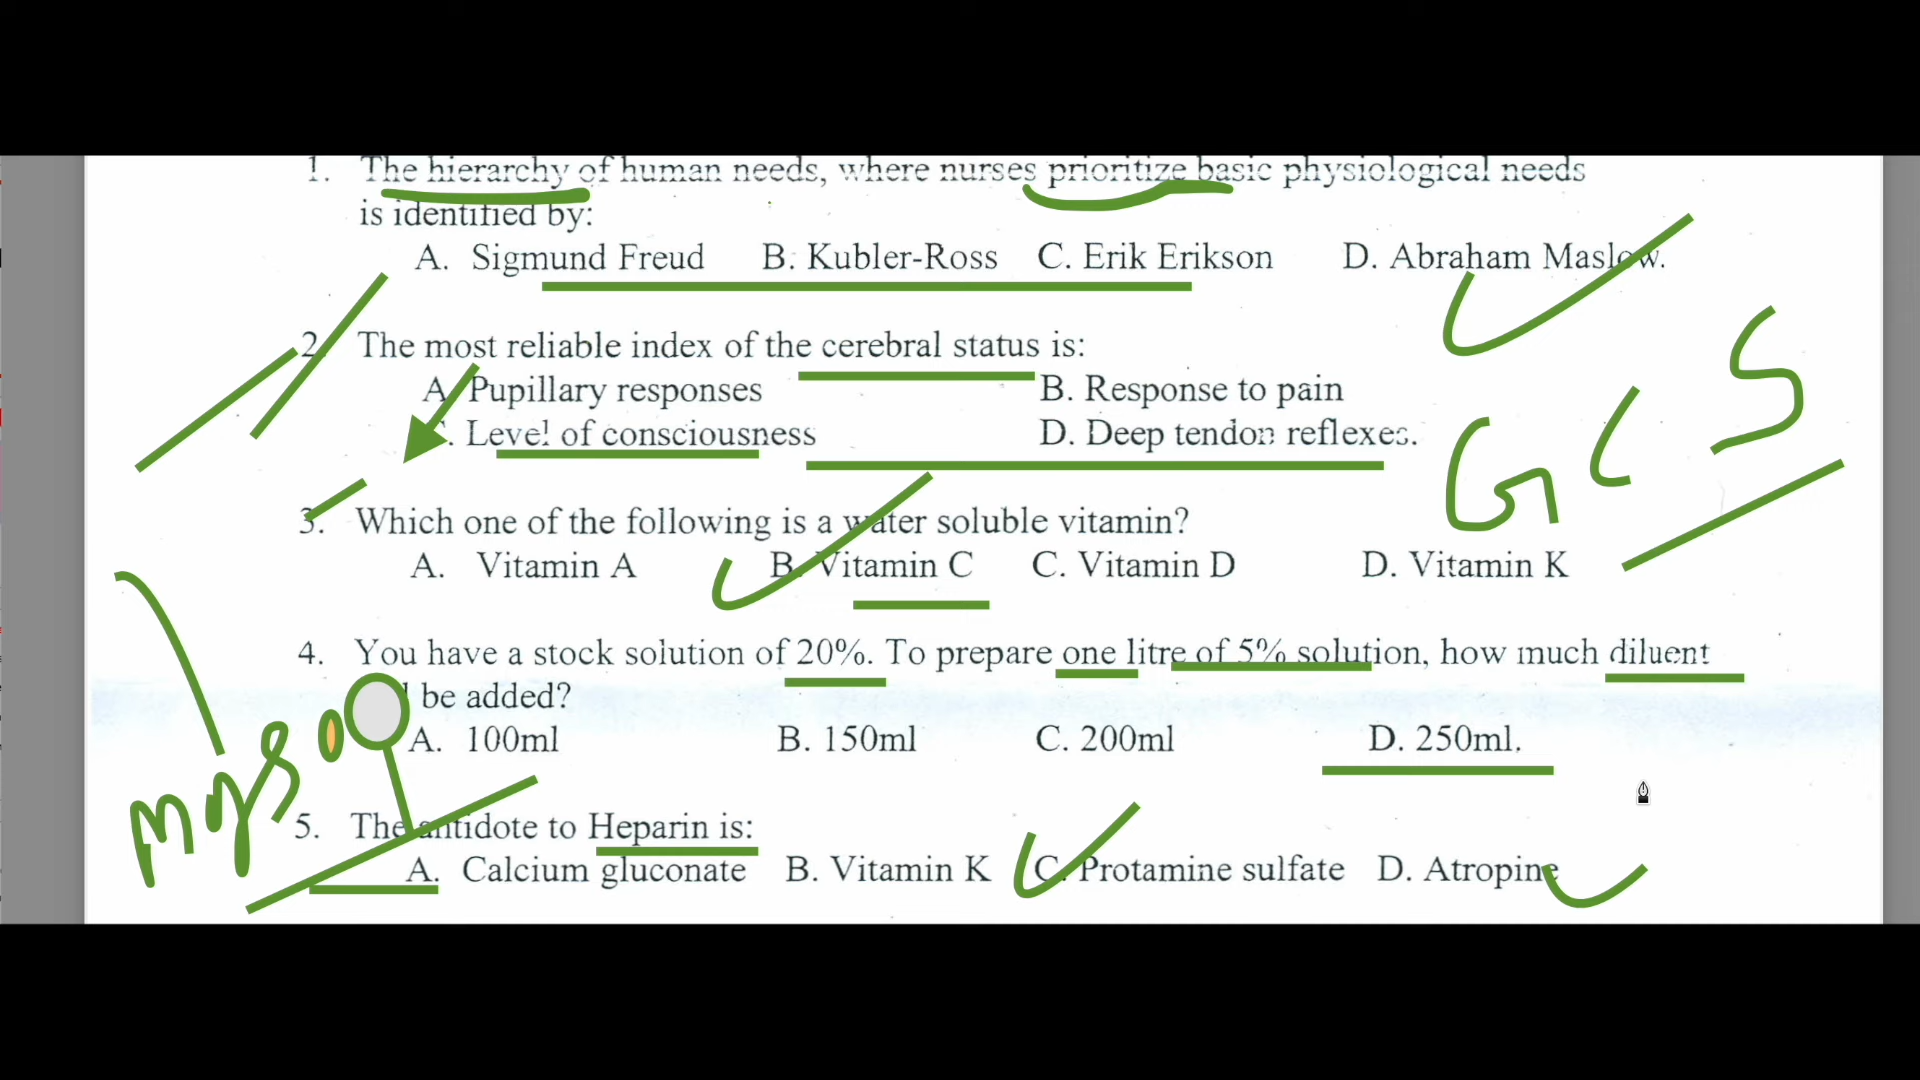 1. The hierarchy of human needs, where nurses prioritize basic physiological needs
is identified by:
A. Sigmund Freud B. Kubler-Ross C. Erik Erikson D. Abraham Maslow.
2. The most reliable index of the cerebral status is:
A. Pupillary responses B. Response to pain
. Level of consciousness D. Deep tendon reflexes.
GCS
3. Which one of the following is a water soluble vitamin?
A. Vitamin A B. Vitamin C C. Vitamin D D. Vitamin K
4. You have a stock solution of 20%. To prepare one litre of 5% solution, how much diluent
be added?
A. 100ml B. 150ml C. 200ml D. 250ml.
5. The antidote to Heparin is:
A. Calcium gluconate B. Vitamin K C. Protamine sulfate D. Atropine